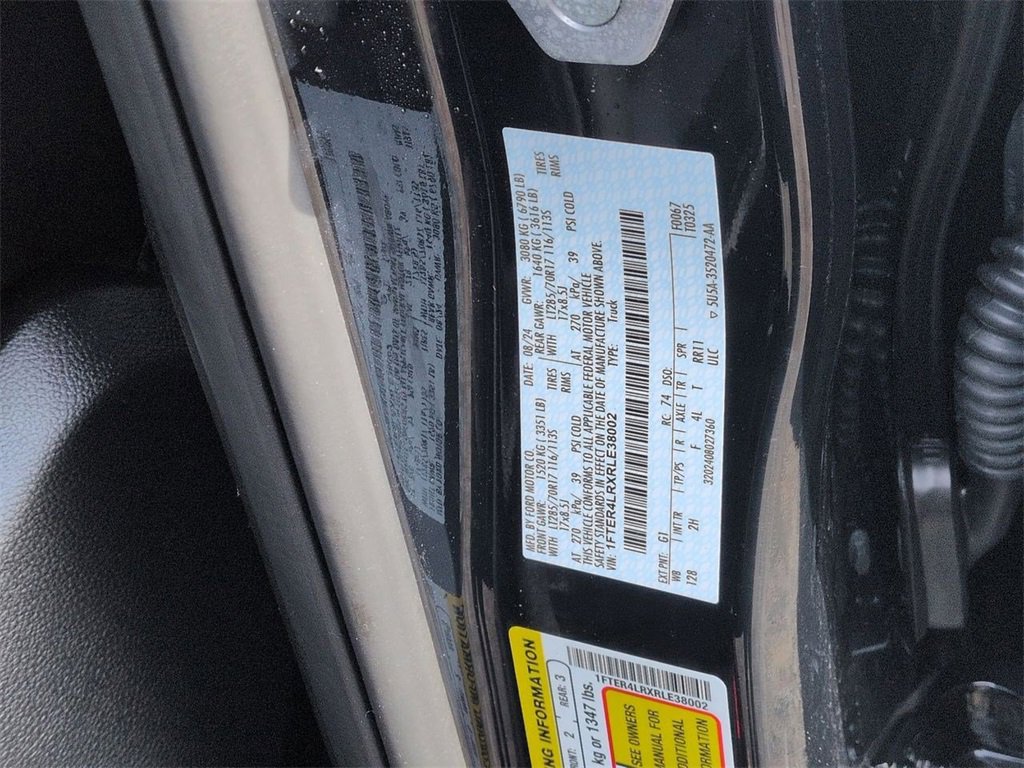 MFD. BY FORD MOTOR CO.
DATE: 08/24
GVWR: 3080 KG ( 6790 LB)
FRONT GAWR: 1520 KG ( 3351 LB)
REAR GAWR: 1640 KG ( 3616 LB)
WITH LT285/70R17 116/113S TIRES
WITH LT285/70R17 116/113S TIRES
17x8.5J RIMS
17x8.5J RIMS
AT 270 kPa/ 39 PSI COLD
AT 270 kPa/ 39 PSI COLD
THIS VEHICLE CONFORMS TO ALL APPLICABLE FEDERAL MOTOR VEHICLE
SAFETY STANDARDS IN EFFECT ON THE DATE OF MANUFACTURE SHOWN ABOVE.
VIN: 1FTER4LRXRLE38002
TYPE: Truck
F0067
T0325
EXT PNT: G1 RC: 74 DSO:
WB INT TR TP/PS R AXLE TR SPR
128 2H F 4L T RR11
ULC
5U5A-3520472-AA
3202408027360
NG INFORMATION
FRONT: 2 REAR: 3
1FTER4LRXRLE38002
kg or 1347 lbs.
SEE OWNERS
MANUAL FOR
ADDITIONAL
INFORMATION